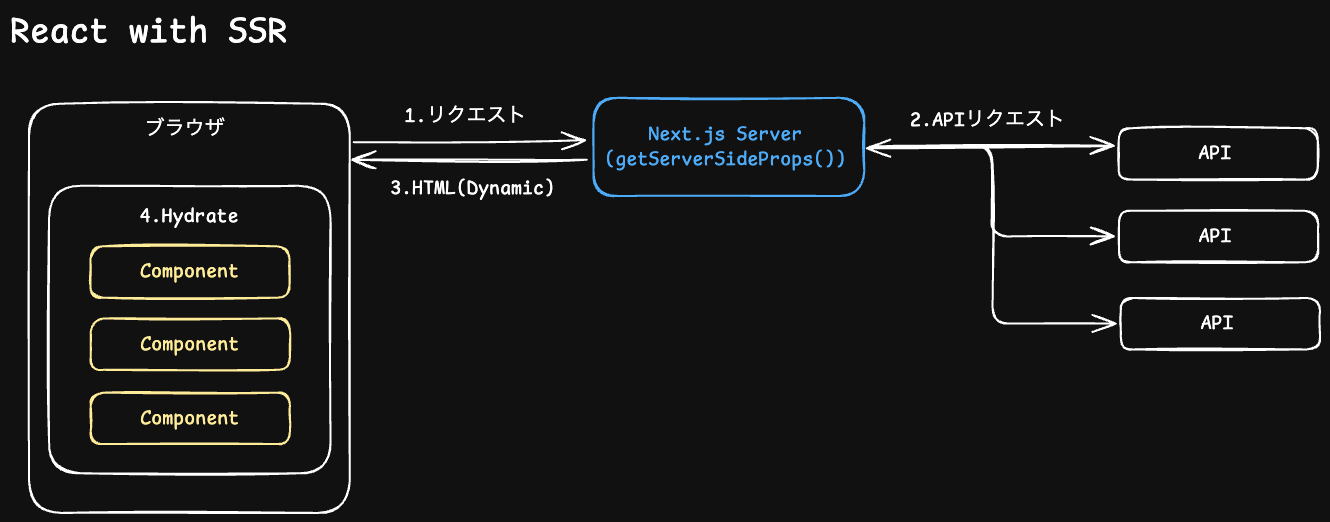 React with SSR
ブラウザ
1.リクエスト
Next.js Server
(getServerSideProps())
2.APIリクエスト
API
3.HTML(Dynamic)
4.Hydrate
API
Component
API
Component
Component